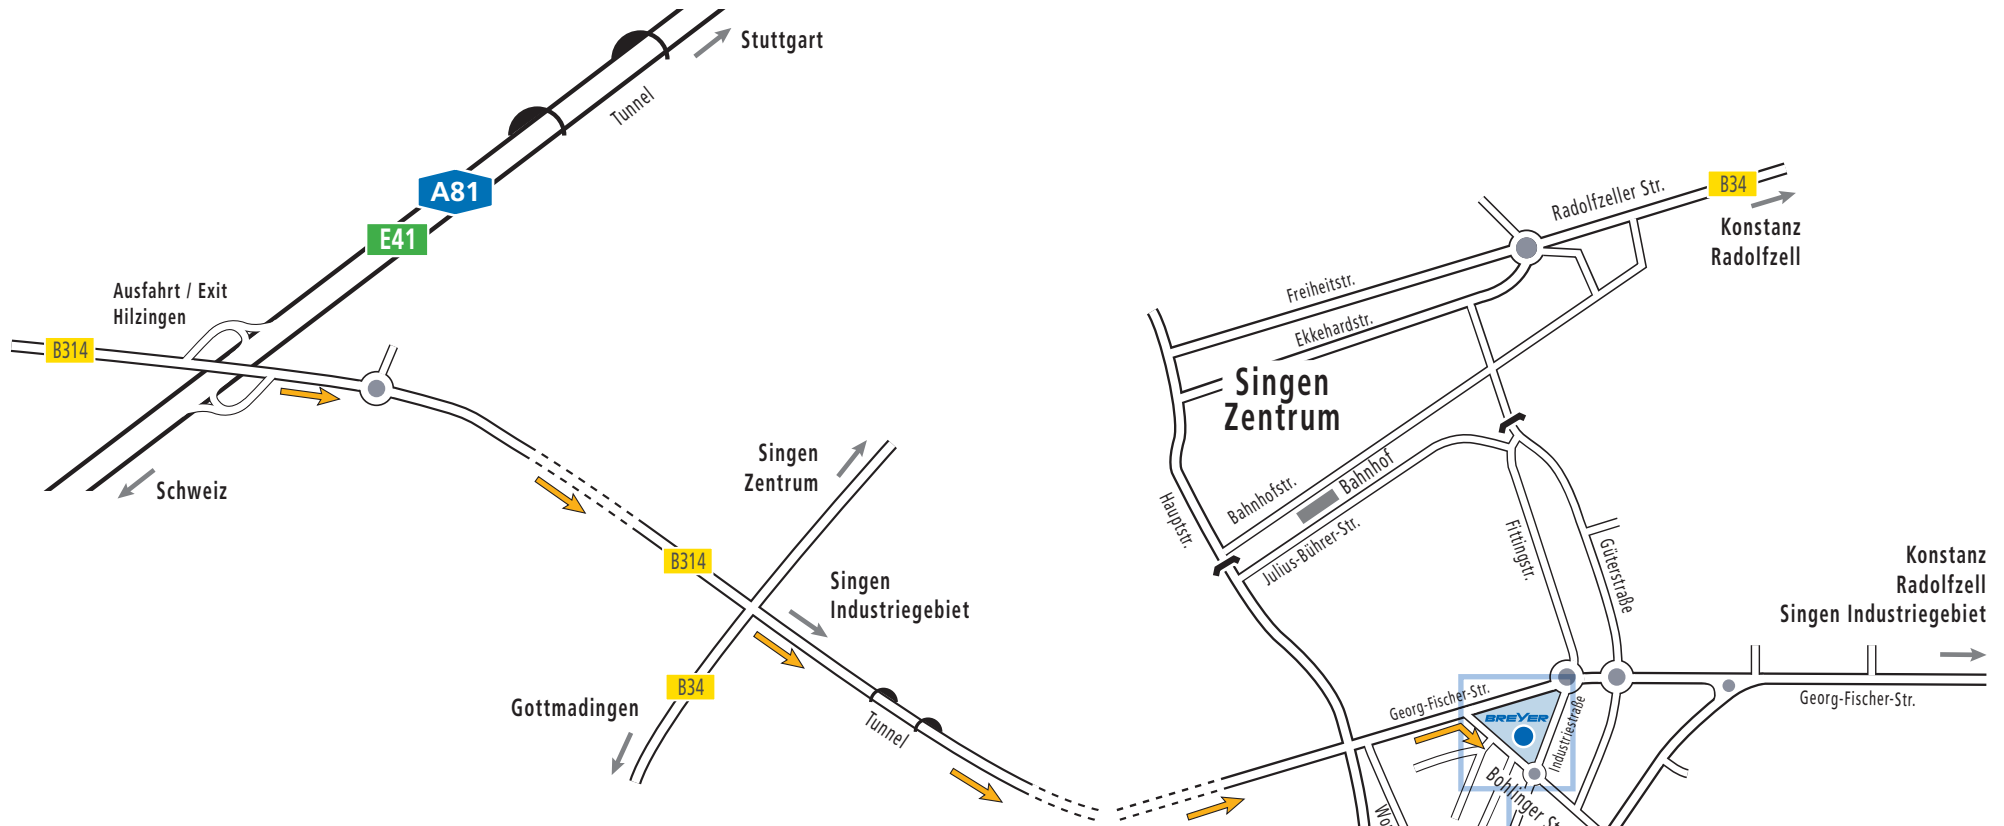 Stuttgart
Tunnel
A81
E41
Ausfahrt / Exit
Hilzingen
B314
Schweiz
Singen
Zentrum
B314
Singen
Industriegebiet
B34
Gottmadingen
Tunnel
Radolfzeller Str.
B34
Konstanz
Radolfzell
Freiheitstr.
Ekkehardstr.
Singen
Zentrum
Hauptstr.
Bahnhofstr.
Bahnhof
Julius-Bührer-Str.
Fittingstr.
Güterstraße
Konstanz
Radolfzell
Singen Industriegebiet
Georg-Fischer-Str.
Georg-Fischer-Str.
BREYER
Industriestraße
Bohlinger